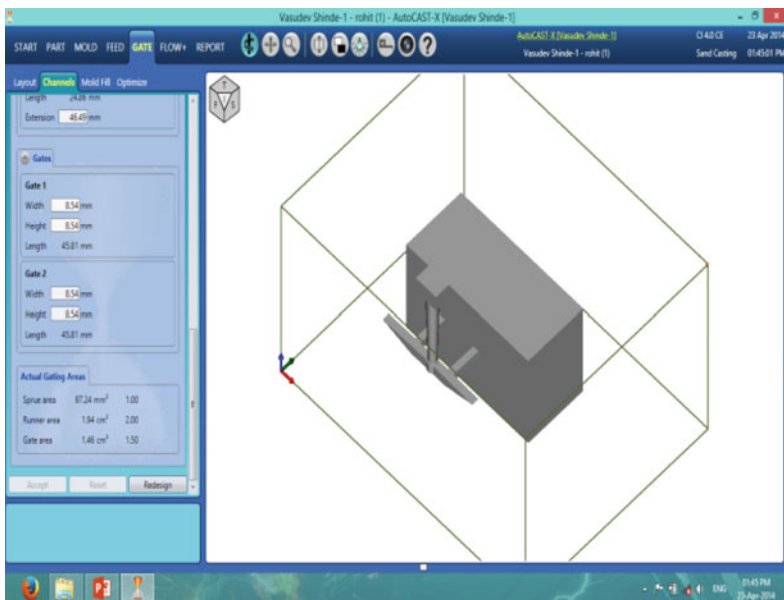 Vasudev Shinde-1 - rohit (1) - AutoCAST-X [Vasudev Shinde-1]
START PART MOLD FEED GATE FLOW+ REPORT
AutoCAST-X [Vasudev Shinde-1]
Vasudev Shinde-1 - rohit (1)
CI 4.0 CE 23 Apr 2014
Sand Casting 01:45:01 PM
Layout Channels Mold Fill Optimize
Length 24.86 mm
Extension 46.49 mm
Gates
Gate 1
Width 8.54 mm
Height 8.54 mm
Length 45.81 mm
Gate 2
Width 8.54 mm
Height 8.54 mm
Length 45.81 mm
Actual Gating Areas
Sprue area 97.24 mm² 1.00
Runner area 1.94 cm² 2.00
Gate area 1.46 cm² 1.50
Accept Reset Redesign
T
F S
ENG
01:45 PM
23-Apr-2014